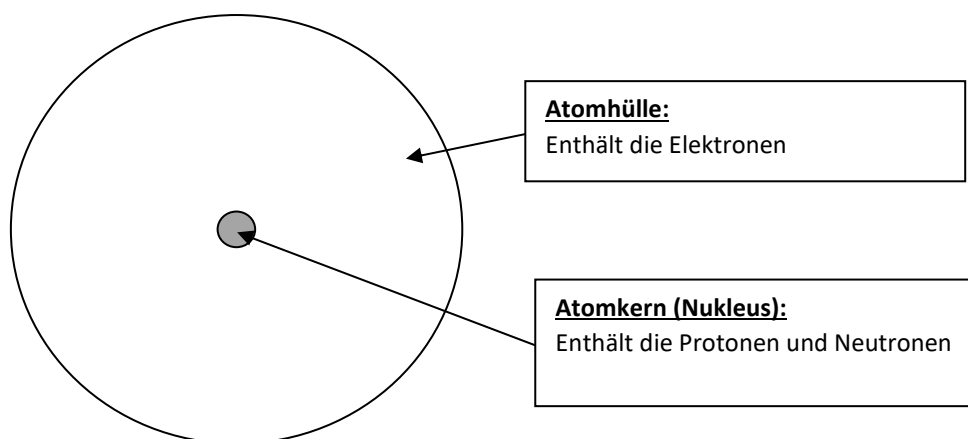 Atomhülle:
Enthält die Elektronen
Atomkern (Nukleus):
Enthält die Protonen und Neutronen